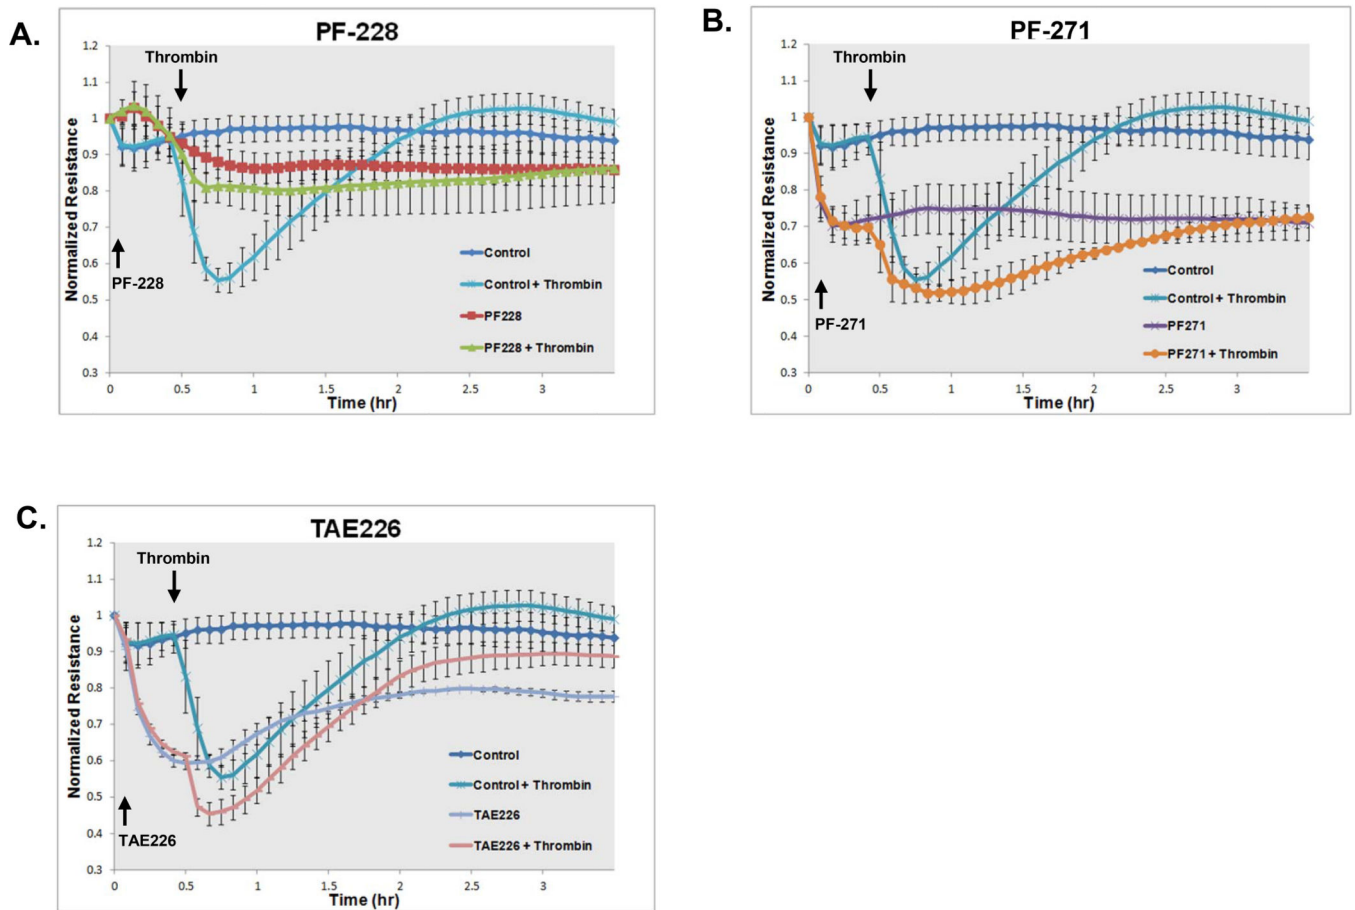 A.
PF-228
Thrombin
1.2
1.1
1
0.9
0.8
0.7
0.6
0.5
0.4
0.3
Normalized Resistance
PF-228
Control
Control + Thrombin
PF228
PF228 + Thrombin
0
0.5
1
1.5
2
2.5
3
Time (hr)
B.
PF-271
Thrombin
1.2
1.1
1
0.9
0.8
0.7
0.6
0.5
0.4
0.3
Normalized Resistance
PF-271
Control
Control + Thrombin
PF271
PF271 + Thrombin
0
0.5
1
1.5
2
2.5
3
Time (hr)
C.
TAE226
Thrombin
1.2
1.1
1
0.9
0.8
0.7
0.6
0.5
0.4
0.3
Normalized Resistance
TAE226
Control
Control + Thrombin
TAE226
TAE226 + Thrombin
0
0.5
1
1.5
2
2.5
3
Time (hr)